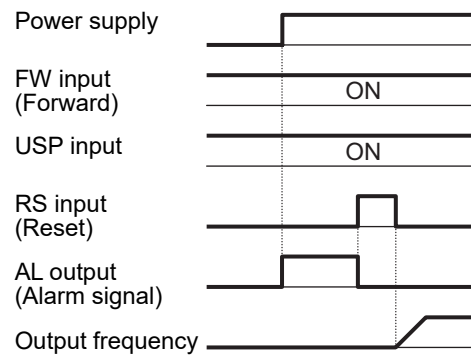 Power supply
FW input
(Forward)
ON
USP input
ON
RS input
(Reset)
AL output
(Alarm signal)
Output frequency